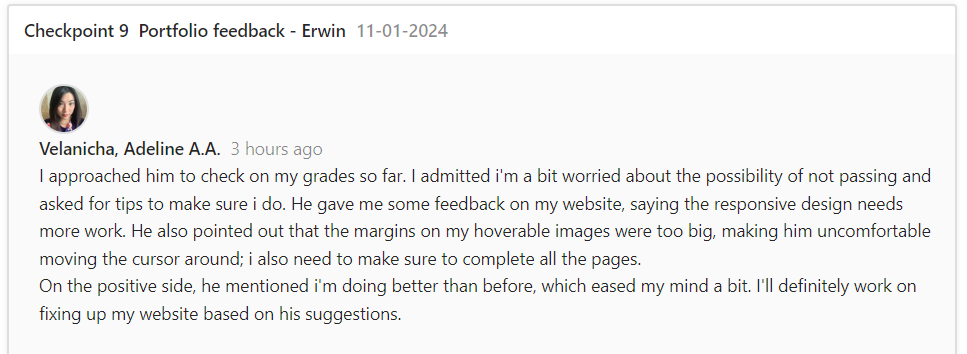 Checkpoint 9 Portfolio feedback - Erwin 11-01-2024
Velanicha, Adeline A.A. 3 hours ago
I approached him to check on my grades so far. I admitted i'm a bit worried about the possibility of not passing and
asked for tips to make sure i do. He gave me some feedback on my website, saying the responsive design needs
more work. He also pointed out that the margins on my hoverable images were too big, making him uncomfortable
moving the cursor around; i also need to make sure to complete all the pages.
On the positive side, he mentioned i'm doing better than before, which eased my mind a bit. I'll definitely work on
fixing up my website based on his suggestions.